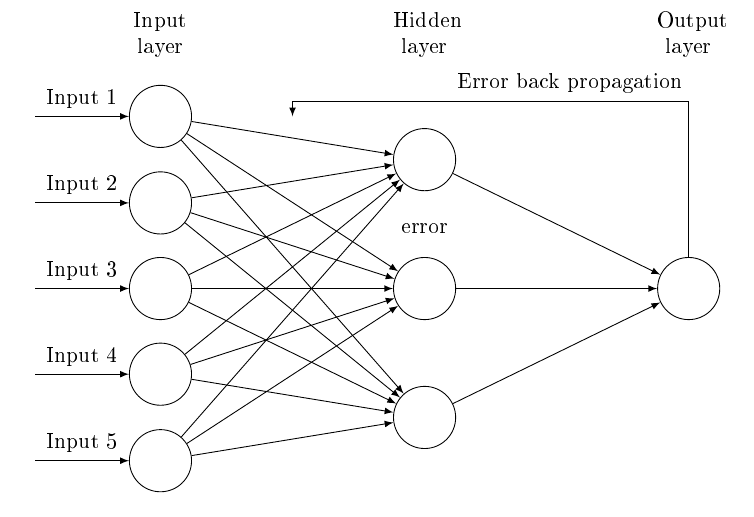 Input
layer
Hidden
layer
Output
layer
Error back propagation
Input 1
Input 2
error
Input 3
Input 4
Input 5